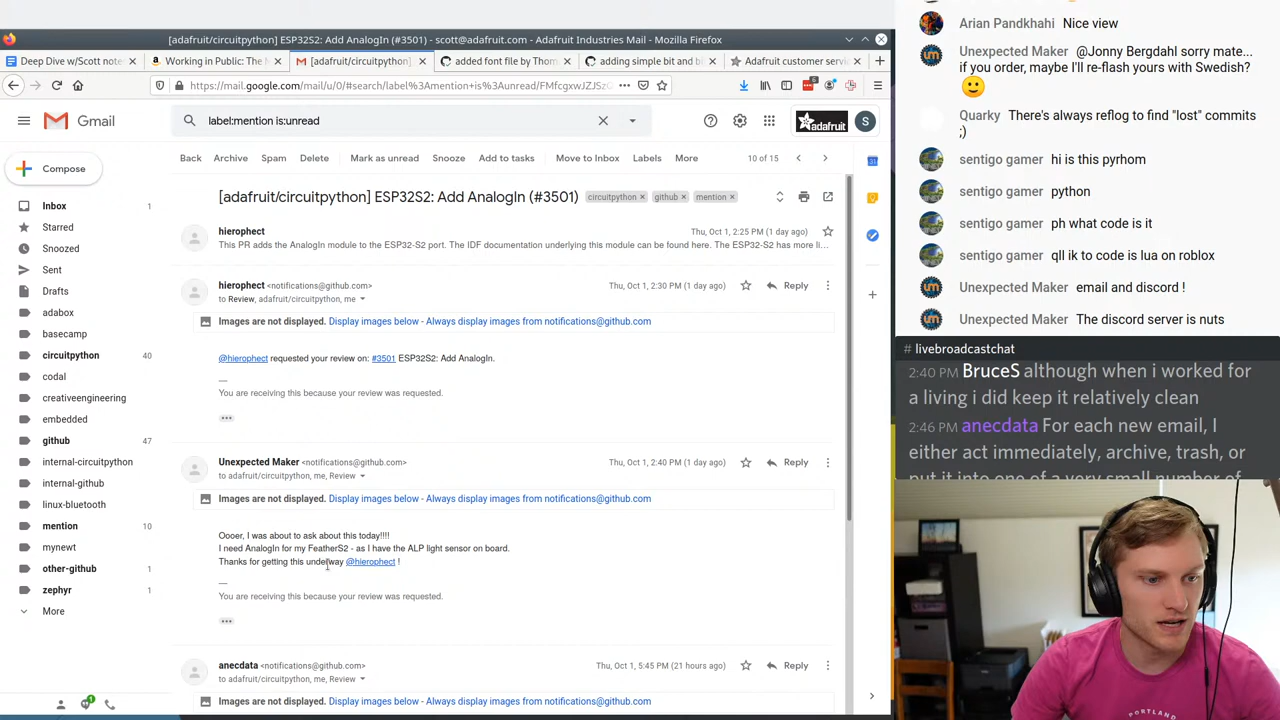 [adafruit/circuitpython] ESP32S2: Add AnalogIn (#3501) - scott@adafruit.com - Adafruit Industries Mail - Mozilla Firefox
Deep Dive w/Scott note
Working in Public: The M
[adafruit/circuitpython]
added font file by Thom
adding simple bit and b
Adafruit customer servic
https://mail.google.com/mail/u/0/#search/label%3Amention+is%3Aunread/FMfcgxwJZJSzG
Gmail
label:mention is:unread
adafruit
S
Compose
Back
Archive
Spam
Delete
Mark as unread
Snooze
Add to tasks
Move to Inbox
Labels
More
10 of 15
Inbox 1
Starred
Snoozed
Sent
Drafts
adabox
basecamp
circuitpython 40
codal
creativeengineering
embedded
github 47
internal-circuitpython
internal-github
linux-bluetooth
mention 10
mynewt
other-github 1
zephyr 1
More
[adafruit/circuitpython] ESP32S2: Add AnalogIn (#3501)
circuitpython ×
github ×
mention ×
hierophect
Thu, Oct 1, 2:25 PM (1 day ago)
This PR adds the AnalogIn module to the ESP32-S2 port. The IDF documentation underlying this module can be found here. The ESP32-S2 has more li...
hierophect <notifications@github.com>
Thu, Oct 1, 2:30 PM (1 day ago)
Reply
to Review, adafruit/circuitpython, me
Images are not displayed. Display images below - Always display images from notifications@github.com
@hierophect requested your review on: #3501 ESP32S2: Add AnalogIn.
—
You are receiving this because your review was requested.
Unexpected Maker <notifications@github.com>
Thu, Oct 1, 2:40 PM (1 day ago)
Reply
to adafruit/circuitpython, me, Review
Images are not displayed. Display images below - Always display images from notifications@github.com
Oooer, I was about to ask about this today!!!!
I need AnalogIn for my FeatherS2 - as I have the ALP light sensor on board.
Thanks for getting this underway @hierophect !
—
You are receiving this because your review was requested.
anecdata <notifications@github.com>
Thu, Oct 1, 5:45 PM (21 hours ago)
Reply
to adafruit/circuitpython, me, Review
Images are not displayed. Display images below - Always display images from notifications@github.com
Arian Pandkhahi Nice view
Unexpected Maker @Jonny Bergdahl sorry mate...
if you order, maybe I'll re-flash yours with Swedish?
Quarky There's always reflog to find "lost" commits
;)
sentigo gamer hi is this pyrhom
sentigo gamer python
sentigo gamer ph what code is it
sentigo gamer qll ik to code is lua on roblox
Unexpected Maker email and discord !
Unexpected Maker The discord server is nuts
# livebroadcastchat
2:40 PM BruceS although when i worked for
a living i did keep it relatively clean
2:46 PM anecdata For each new email, I
either act immediately, archive, trash, or
put it into one of a very small number of
PORTLAND